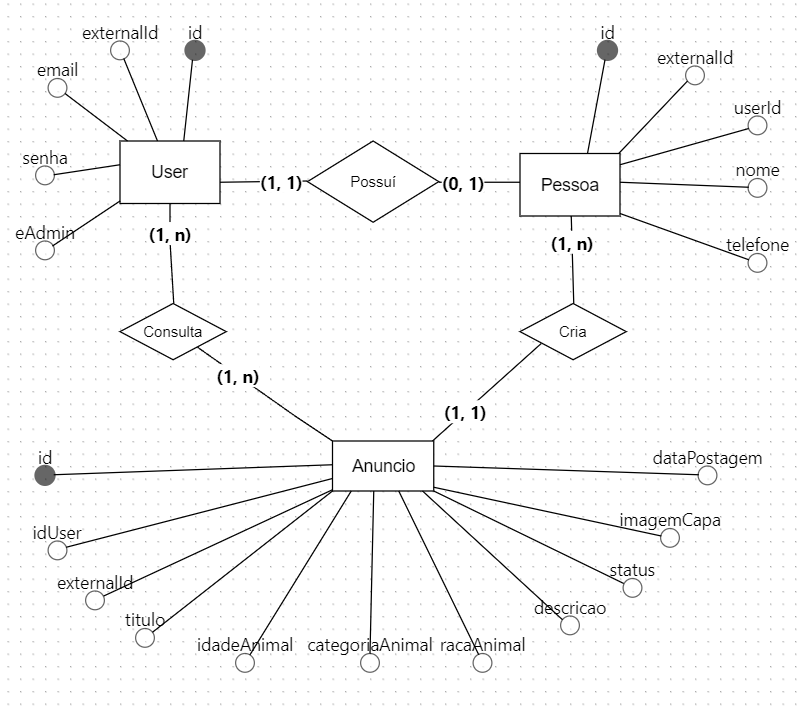 externalId
id
email
senha
eAdmin
User
(1, 1)
Possuí
(0, 1)
Pessoa
id
externalId
userId
nome
telefone
(1, n)
(1, n)
Consulta
Cria
(1, n)
(1, 1)
Anuncio
id
idUser
externalId
titulo
idadeAnimal
categoriaAnimal
racaAnimal
descricao
status
imagemCapa
dataPostagem